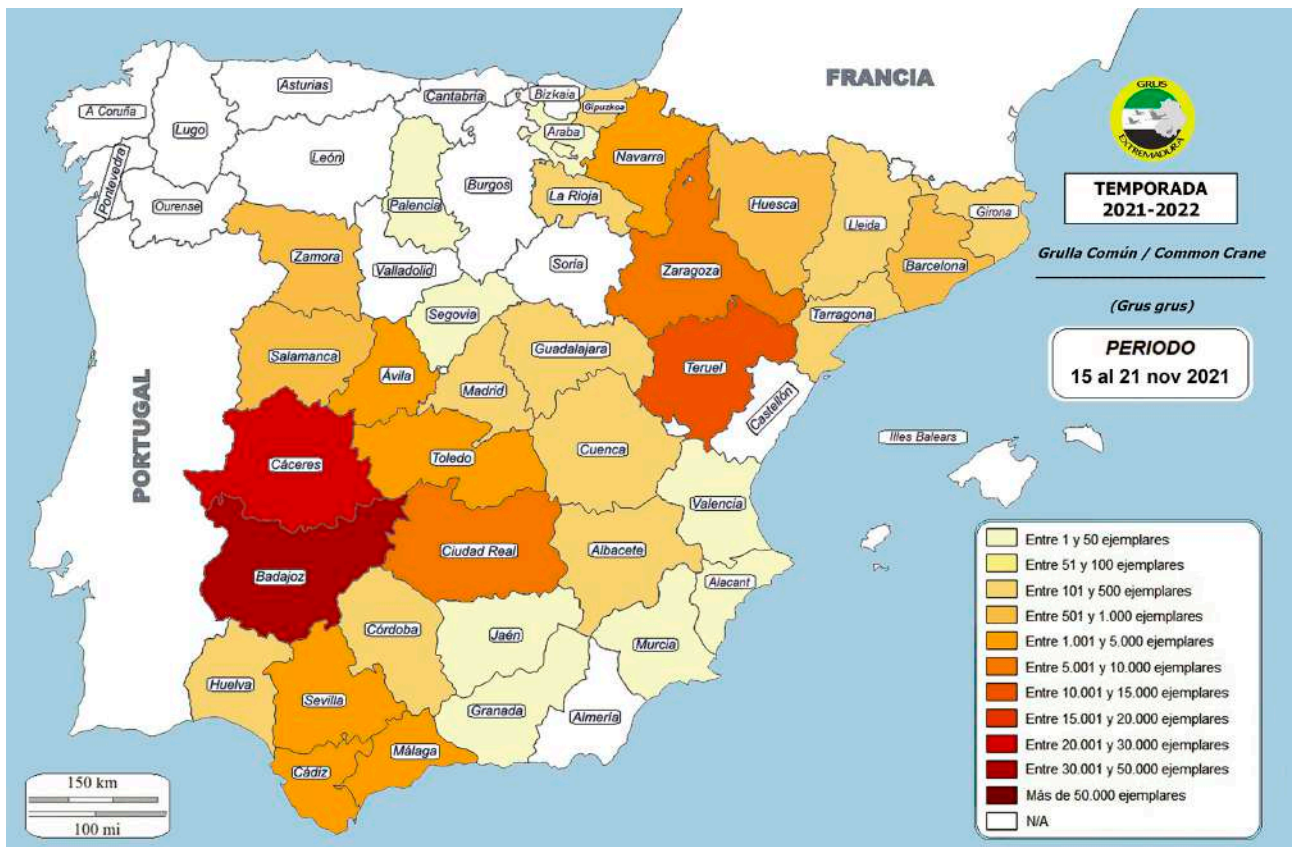 FRANCIA
GRUS
EXTREMADURA
TEMPORADA
2021-2022
Grulla Común / Common Crane
(Grus grus)
PERIODO
15 al 21 nov 2021
A Coruña
Lugo
Asturias
Cantabria
Bizkaia
Gipuzkoa
Araba
Navarra
Pontevedra
Ourense
León
Palencia
Burgos
La Rioja
Huesca
Lleida
Girona
Barcelona
Zamora
Valladolid
Soria
Zaragoza
Tarragona
Segovia
Salamanca
Ávila
Madrid
Guadalajara
Teruel
Castellón
PORTUGAL
Cáceres
Toledo
Cuenca
Valencia
Illes Balears
Badajoz
Ciudad Real
Albacete
Alacant
Huelva
Sevilla
Córdoba
Jaén
Murcia
Granada
Almería
Cádiz
Málaga
Entre 1 y 50 ejemplares
Entre 51 y 100 ejemplares
Entre 101 y 500 ejemplares
Entre 501 y 1.000 ejemplares
Entre 1.001 y 5.000 ejemplares
Entre 5.001 y 10.000 ejemplares
Entre 10.001 y 15.000 ejemplares
Entre 15.001 y 20.000 ejemplares
Entre 20.001 y 30.000 ejemplares
Entre 30.001 y 50.000 ejemplares
Más de 50.000 ejemplares
N/A
150 km
100 mi